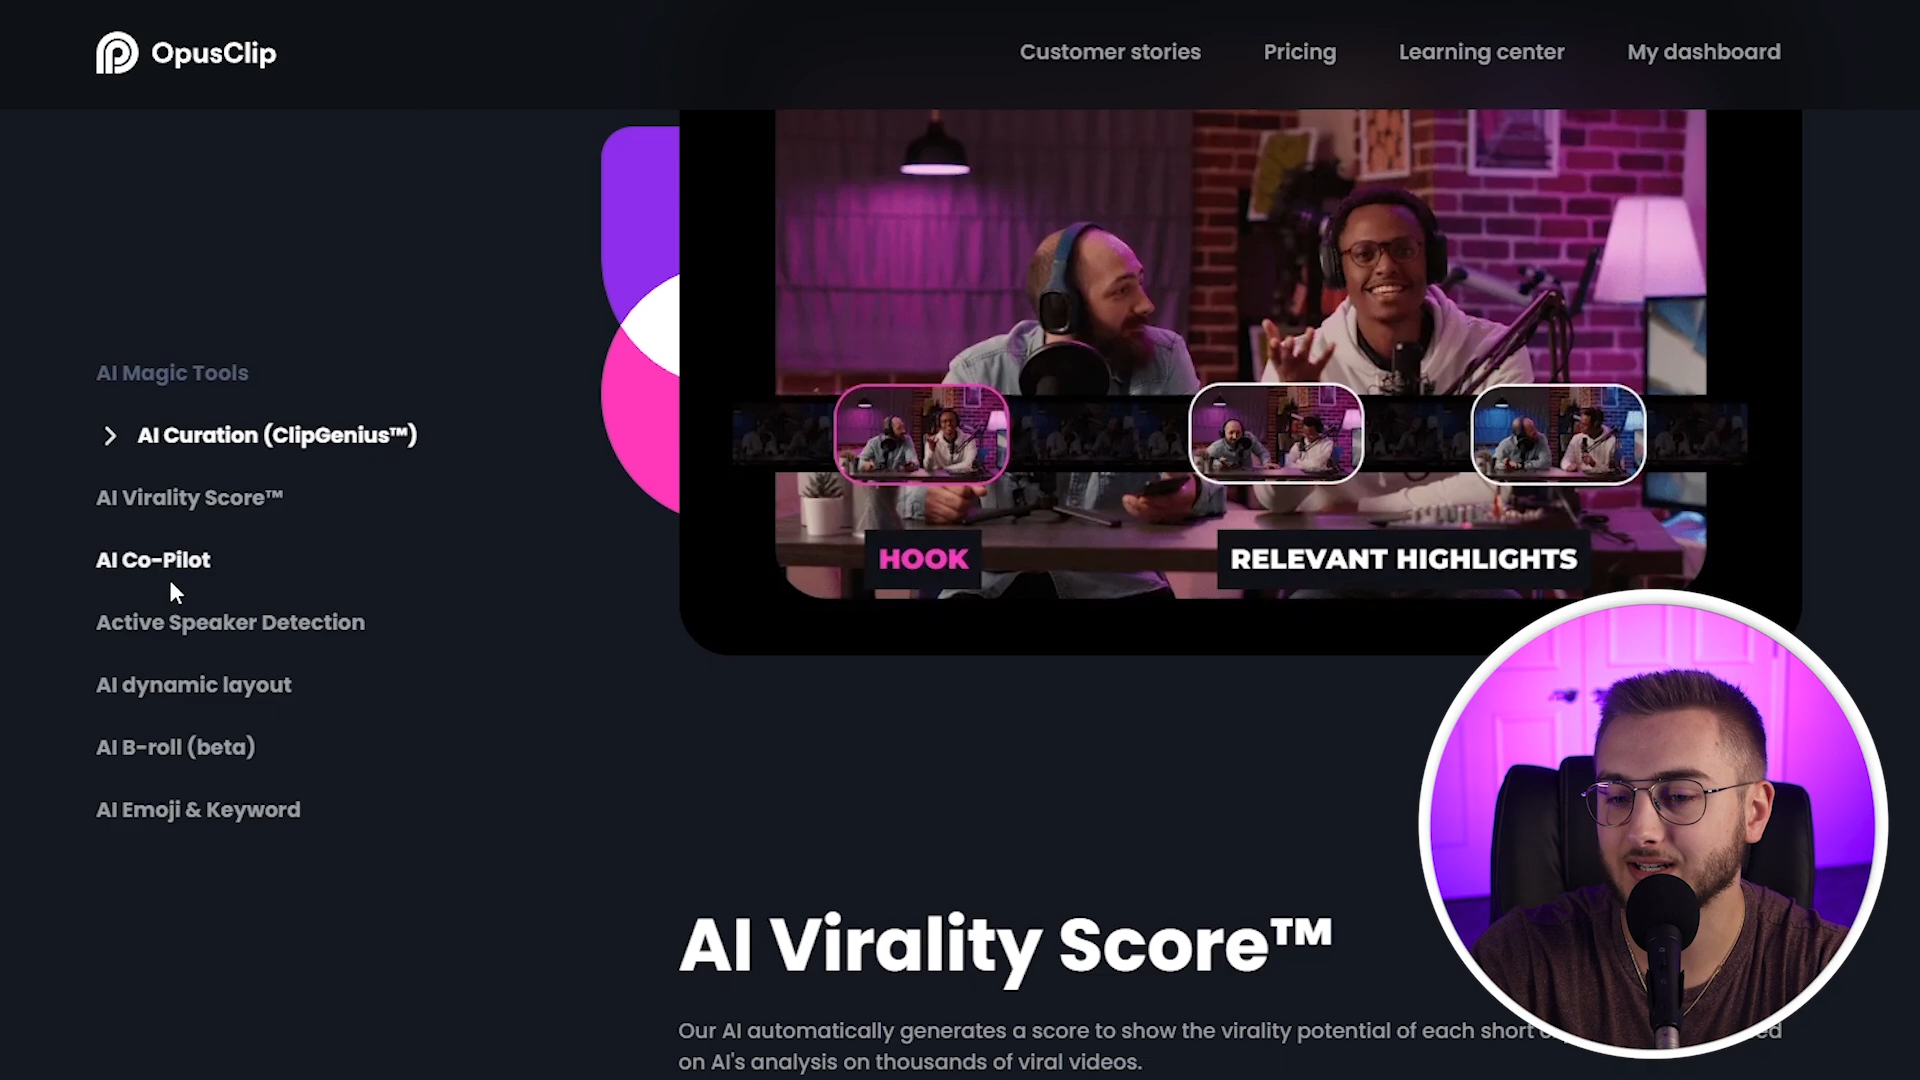 OpusClip
Customer stories
Pricing
Learning center
My dashboard
AI Magic Tools
AI Curation (ClipGenius™)
AI Virality Score™
AI Co-Pilot
Active Speaker Detection
AI dynamic layout
AI B-roll (beta)
AI Emoji & Keyword
HOOK
RELEVANT HIGHLIGHTS
AI Virality Score™
Our AI automatically generates a score to show the virality potential of each short
on AI's analysis on thousands of viral videos.